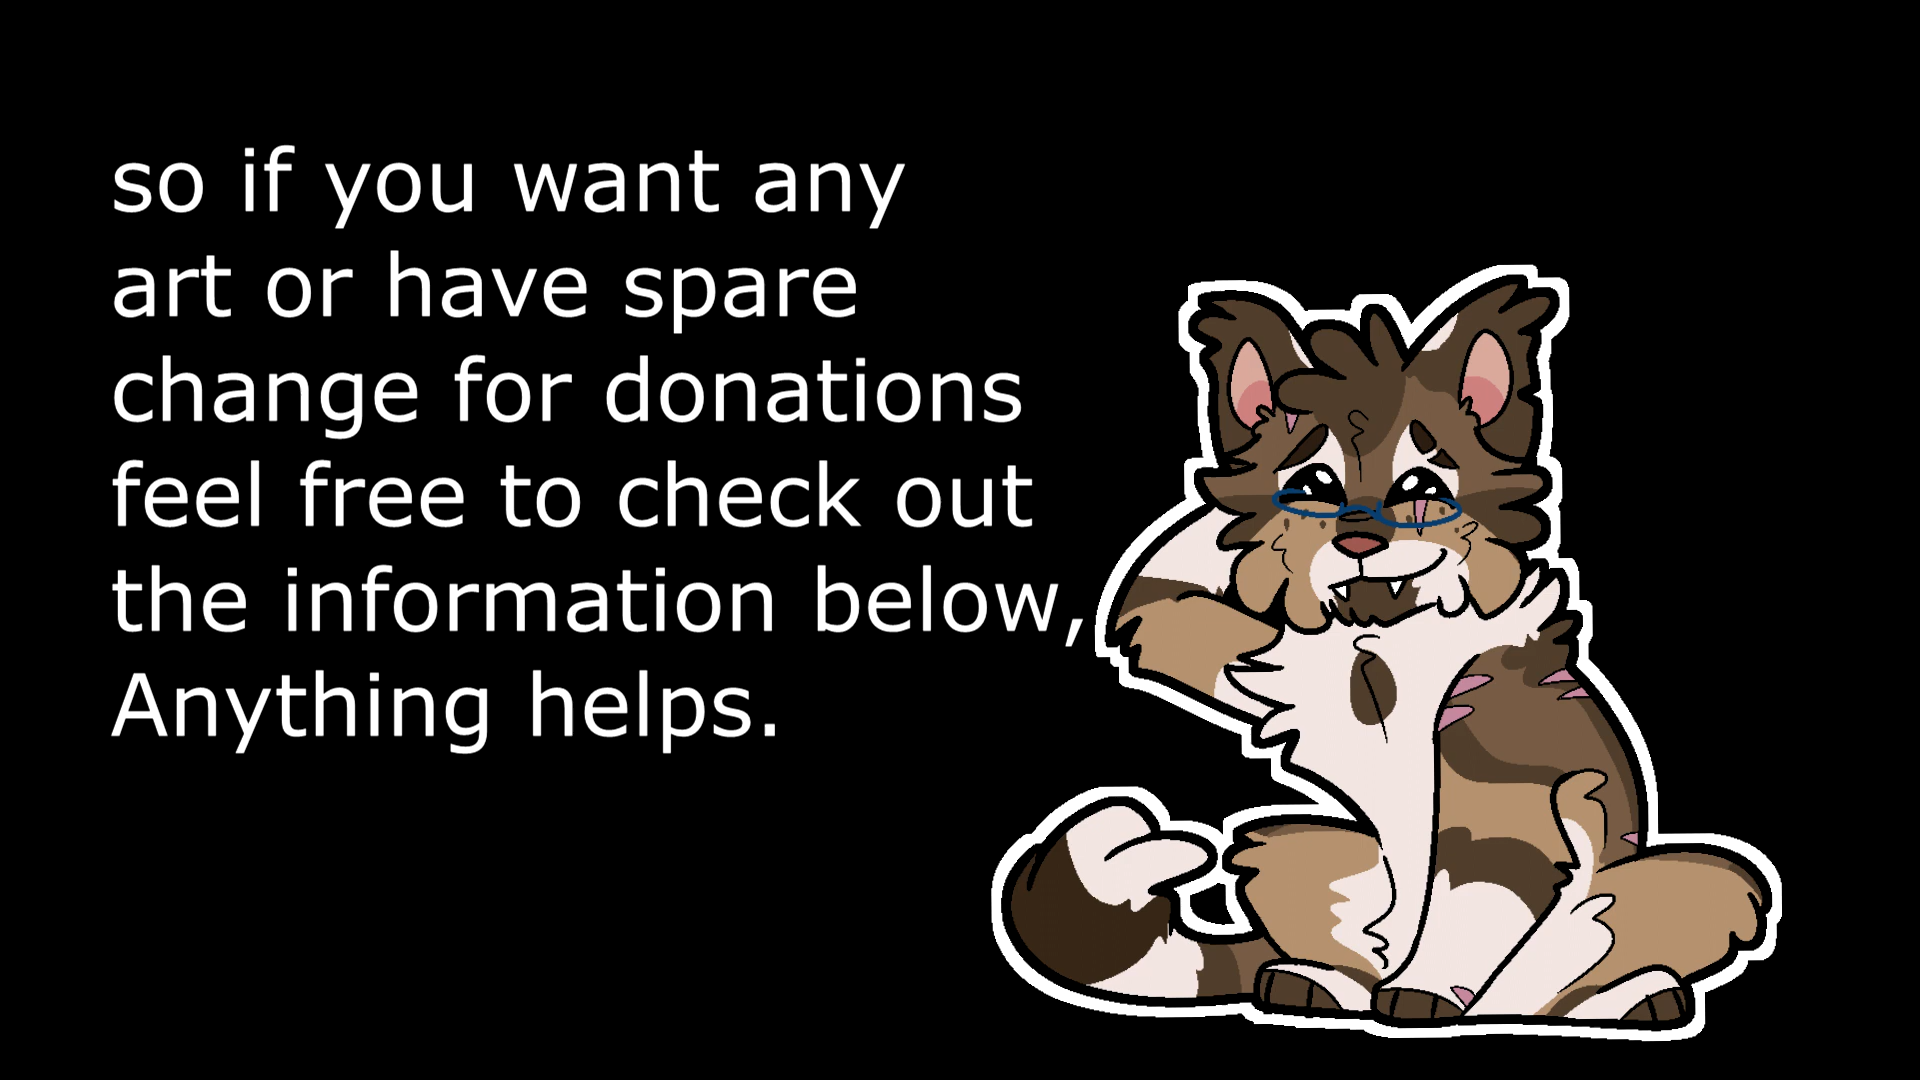 so if you want any
art or have spare
change for donations
feel free to check out
the information below,
Anything helps.